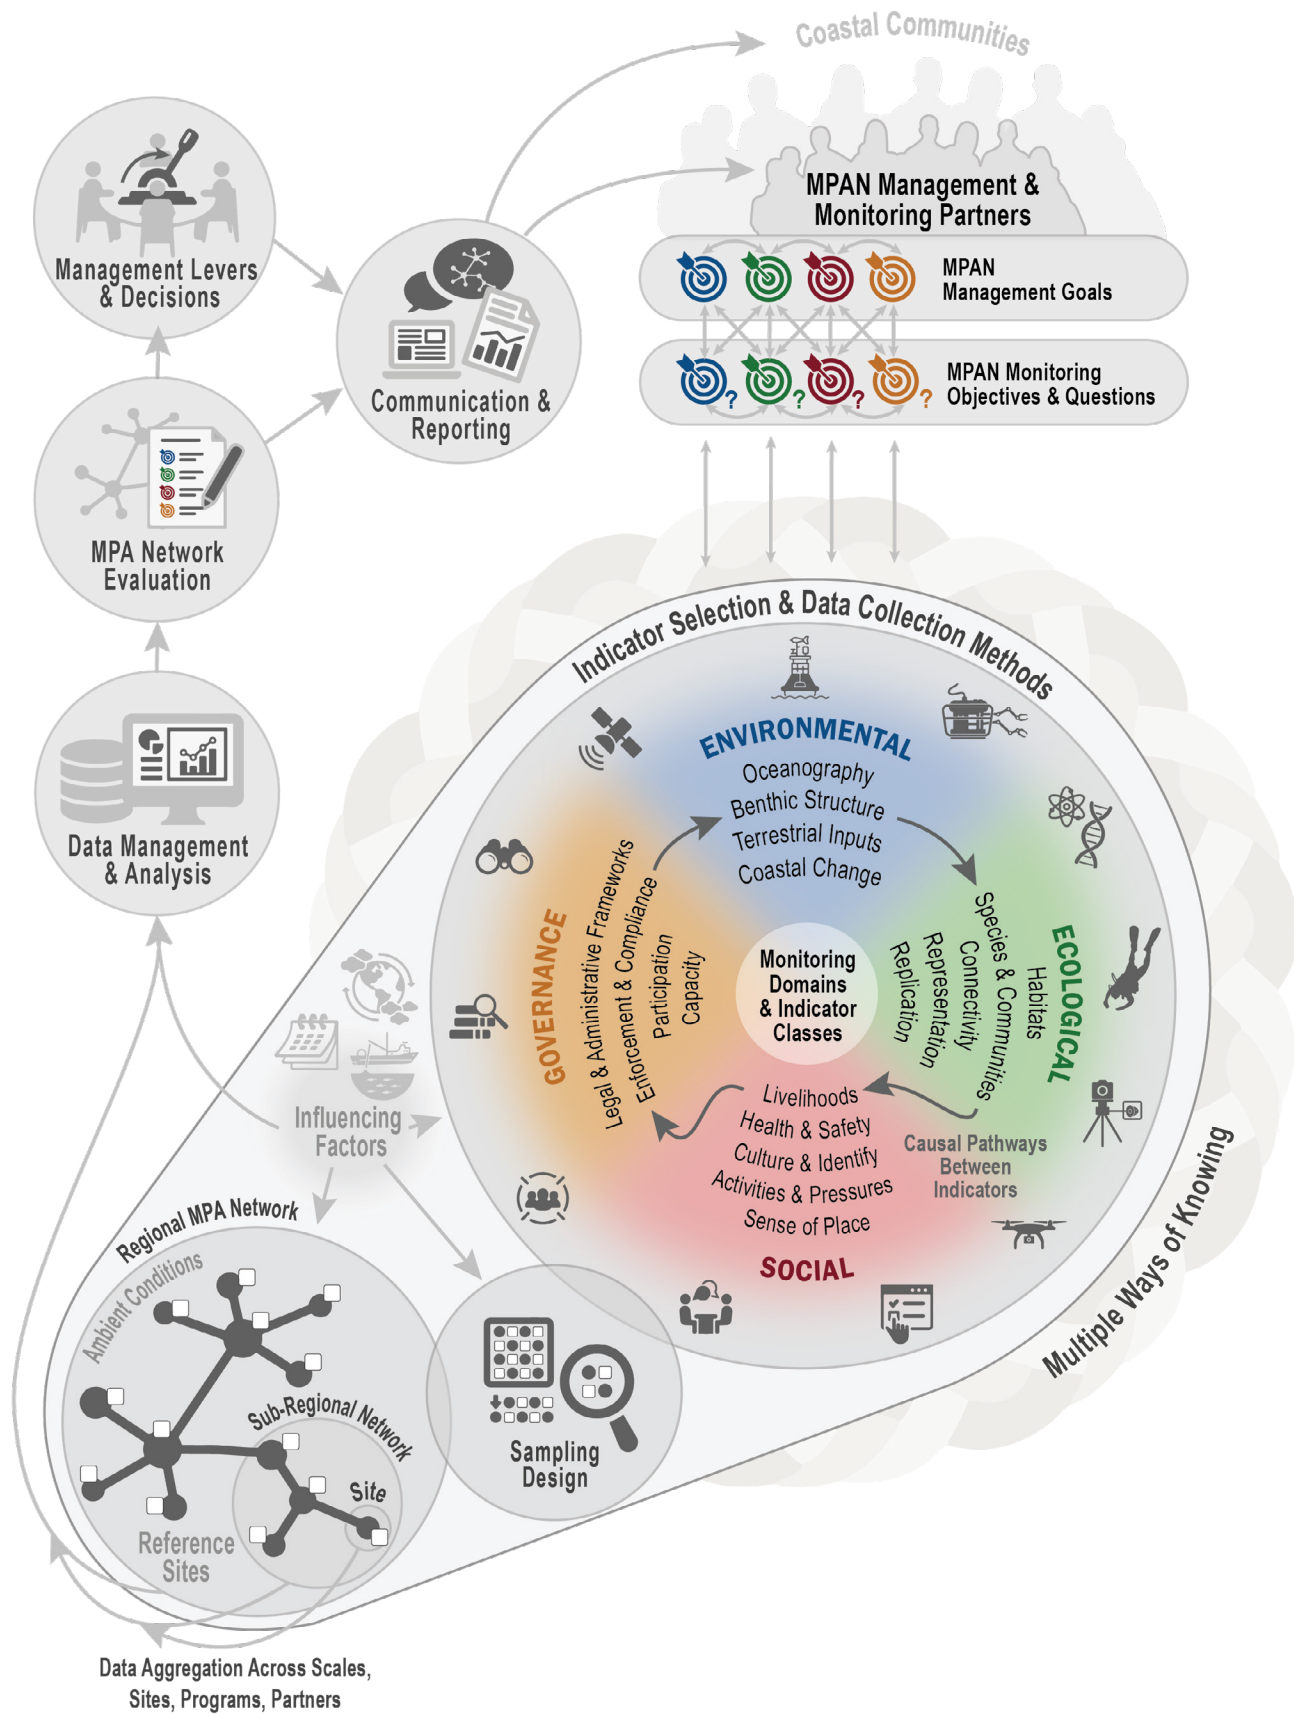 Coastal Communities
MPAN Management &
Monitoring Partners
MPAN
Management Goals
MPAN Monitoring
Objectives & Questions
? ? ? ?
Management Levers
& Decisions
Communication &
Reporting
MPA Network
Evaluation
Data Management
& Analysis
Indicator Selection & Data Collection Methods
ENVIRONMENTAL
Oceanography
Benthic Structure
Terrestrial Inputs
Coastal Change
ECOLOGICAL
Habitats
Species & Communities
Connectivity
Representation
Replication
Monitoring
Domains
& Indicator
Classes
GOVERNANCE
Legal & Administrative Frameworks
Enforcement & Compliance
Participation
Capacity
Livelihoods
Health & Safety
Culture & Identify
Activities & Pressures
Sense of Place
SOCIAL
Causal Pathways
Between
Indicators
Multiple Ways of Knowing
Influencing
Factors
Regional MPA Network
Ambient Conditions
Sub-Regional Network
Site
Reference
Sites
Sampling
Design
Data Aggregation Across Scales,
Sites, Programs, Partners